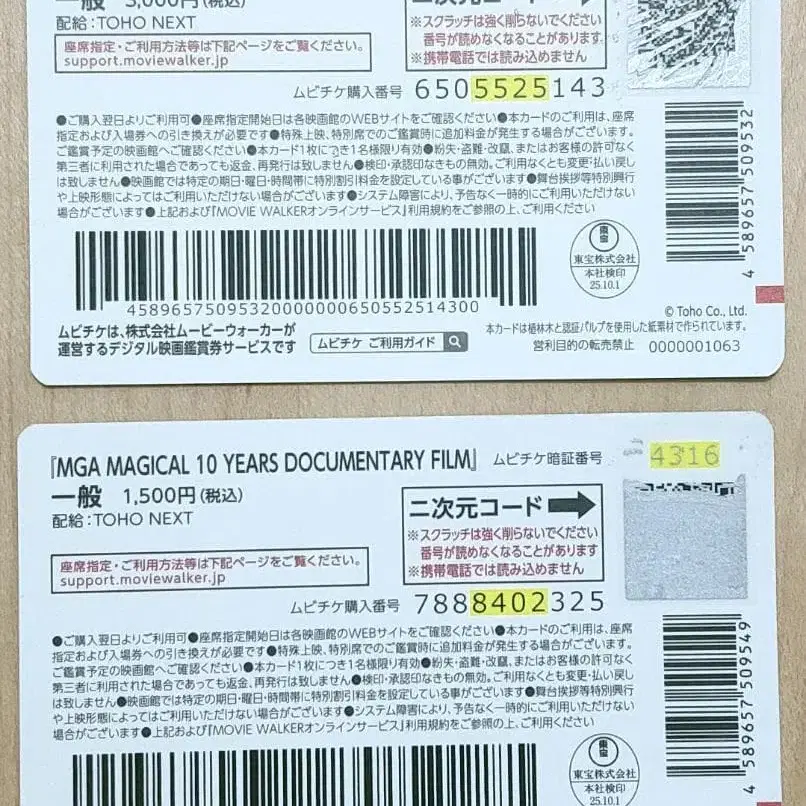 一般 3,000円(税込)
配給:TOHO NEXT
座席指定・ご利用方法等は下記ページをご覧ください。
support.moviewalker.jp
二次元コード
※スクラッチは強く削らないでください
番号が読めなくなることがあります
※携帯電話では読み込めません
ムビチケ購入番号 6505525143
●ご購入翌日よりご利用可●座席指定開始日は各映画館のWEBサイトをご確認ください●本カードのご利用は、座席
指定および入場券への引き換えが必要です●特殊上映、特別席でのご鑑賞時に追加料金が発生する場合がございます。
ご鑑賞予定の映画館へご確認ください●本カード1枚につき1名様限り有効●紛失・盗難・改竄、またはお客様の許可なく
第三者に利用された場合であっても返金、再発行は致しません●検印・承認印なきもの無効。ご利用なくとも変更・払い戻し
は致しません●映画館では特定の期日・曜日・時間帯に特別割引料金を設定している事がございます●舞台挨拶等特別興行
や上映形態によってはご利用いただけない場合がございます●システム障害により、予告なく一時的にご利用いただけない
場合がございます●上記および『MOVIE WALKERオンラインサービス』利用規約をご参照の上、ご利用ください
4 589657 509532
45896575095320000000650552514300
東宝
東宝株式会社
本社検印
25.10.1
© Toho Co., Ltd.
ムビチケは、株式会社ムービーウォーカーが
運営するデジタル映画鑑賞券サービスです
ムビチケ ご利用ガイド
本カードは植林木と認証パルプを使用した紙素材で作られています。
営利目的の転売禁止 0000001063
『MGA MAGICAL 10 YEARS DOCUMENTARY FILM』 ムビチケ暗証番号 4316
一般 1,500円(税込)
配給:TOHO NEXT
座席指定・ご利用方法等は下記ページをご覧ください。
support.moviewalker.jp
二次元コード
※スクラッチは強く削らないでください
番号が読めなくなることがあります
※携帯電話では読み込めません
ムビチケ購入番号 7888402325
●ご購入翌日よりご利用可●座席指定開始日は各映画館のWEBサイトをご確認ください●本カードのご利用は、座席
指定および入場券への引き換えが必要です●特殊上映、特別席でのご鑑賞時に追加料金が発生する場合がございます。
ご鑑賞予定の映画館へご確認ください●本カード1枚につき1名様限り有効●紛失・盗難・改竄、またはお客様の許可なく
第三者に利用された場合であっても返金、再発行は致しません●検印・承認印なきもの無効。ご利用なくとも変更・払い戻し
は致しません●映画館では特定の期日・曜日・時間帯に特別割引料金を設定している事がございます●舞台挨拶等特別興行
や上映形態によってはご利用いただけない場合がございます●システム障害により、予告なく一時的にご利用いただけない
場合がございます●上記および『MOVIE WALKERオンラインサービス』利用規約をご参照の上、ご利用ください
4 589657 509549
東宝
東宝株式会社
本社検印
25.10.1